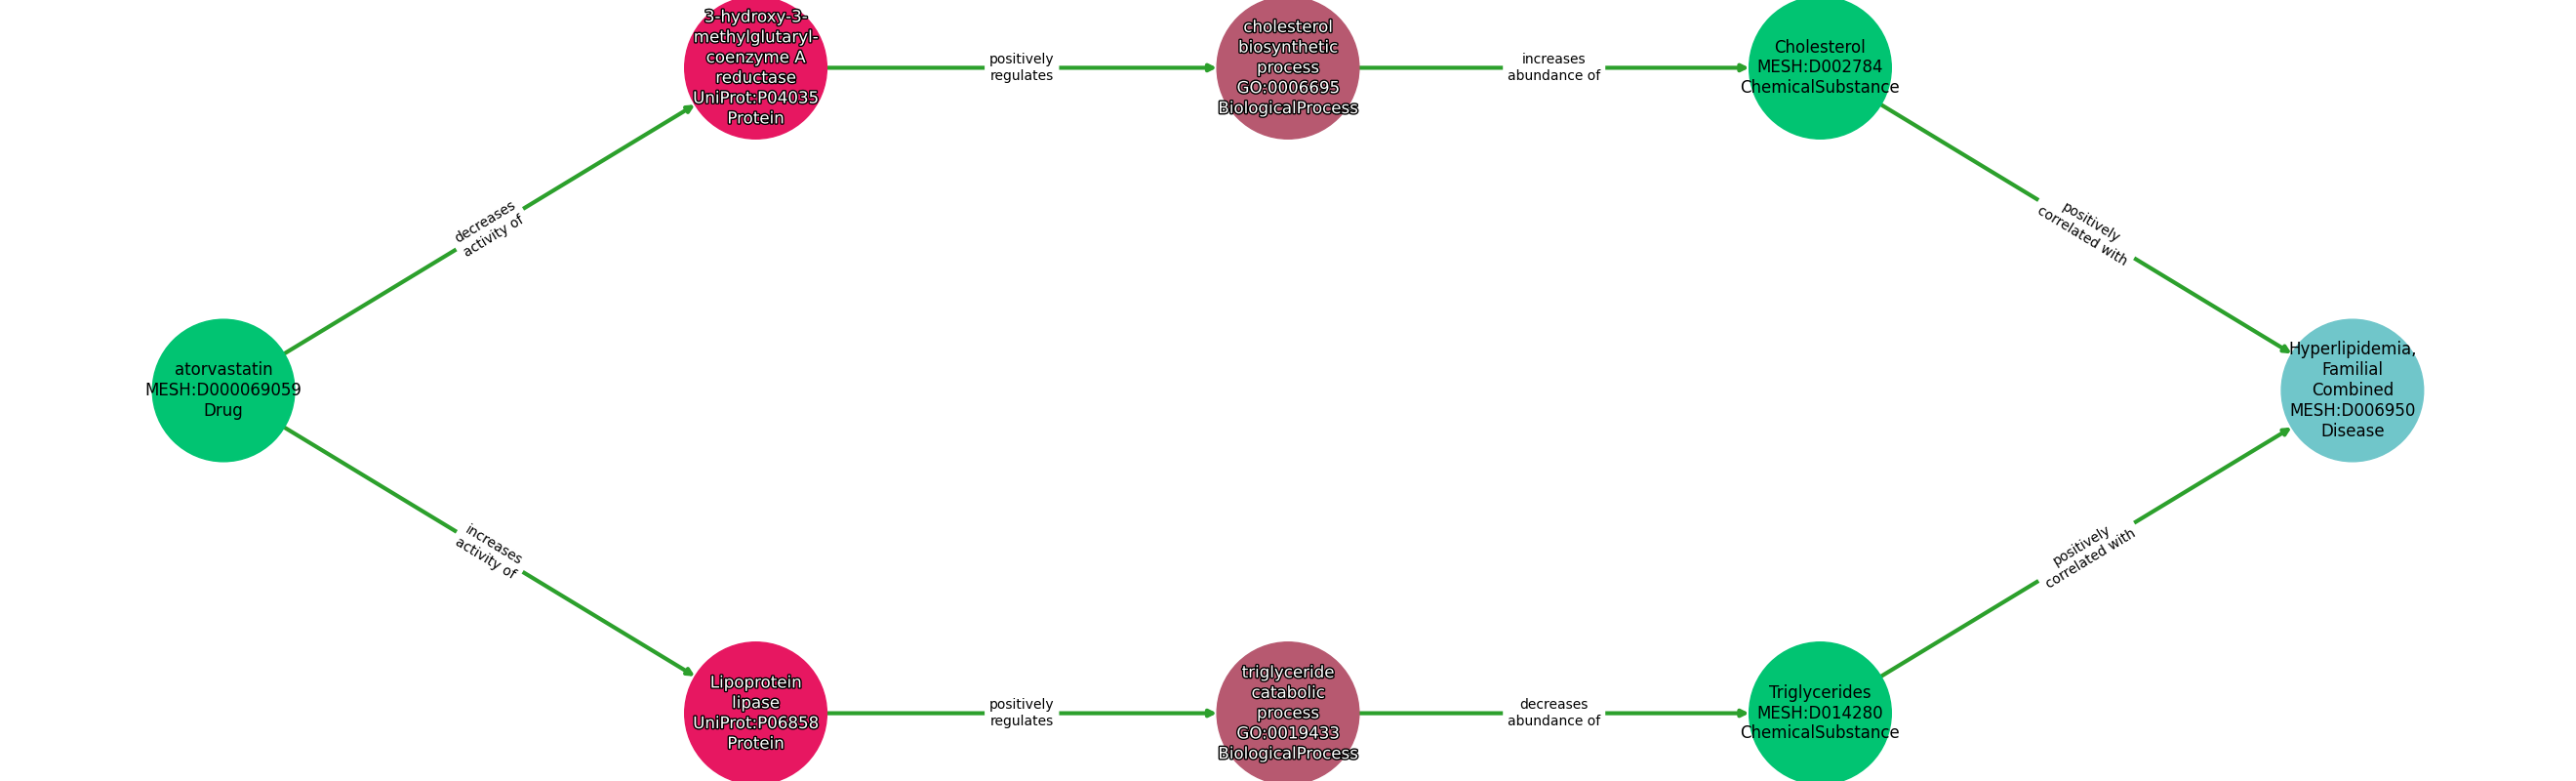 3-hydroxy-3-
methylglutaryl-
coenzyme A
reductase
UniProt:P04035
Protein
positively
regulates
cholesterol
biosynthetic
process
GO:0006695
BiologicalProcess
increases
abundance of
Cholesterol
MESH:D002784
ChemicalSubstance
decreases
activity of
positively
correlated with
atorvastatin
MESH:D000069059
Drug
Hyperlipidemia,
Familial
Combined
MESH:D006950
Disease
increases
activity of
positively
correlated with
Lipoprotein
lipase
UniProt:P06858
Protein
positively
regulates
triglyceride
catabolic
process
GO:0019433
BiologicalProcess
decreases
abundance of
Triglycerides
MESH:D014280
ChemicalSubstance